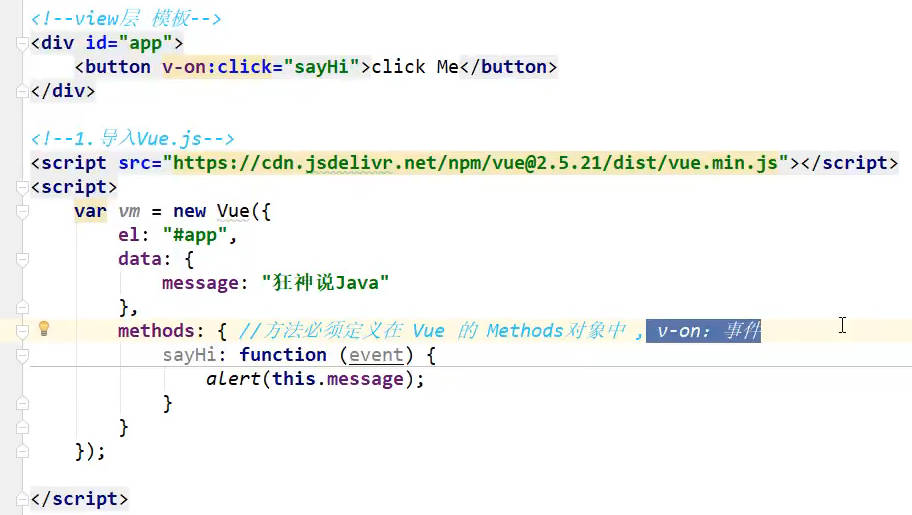 <!--view层 模板-->
<div id="app">
    <button v-on:click="sayHi">click Me</button>
</div>
<!--1.导入Vue.js-->
<script src="https://cdn.jsdelivr.net/npm/vue@2.5.21/dist/vue.min.js"></script>
<script>
    var vm = new Vue({
        el: "#app",
        data: {
            message: "狂神说Java"
        },
        methods: { //方法必须定义在 Vue 的 Methods对象中 , v-on: 事件
            sayHi: function (event) {
                alert(this.message);
            }
        }
    });
</script>